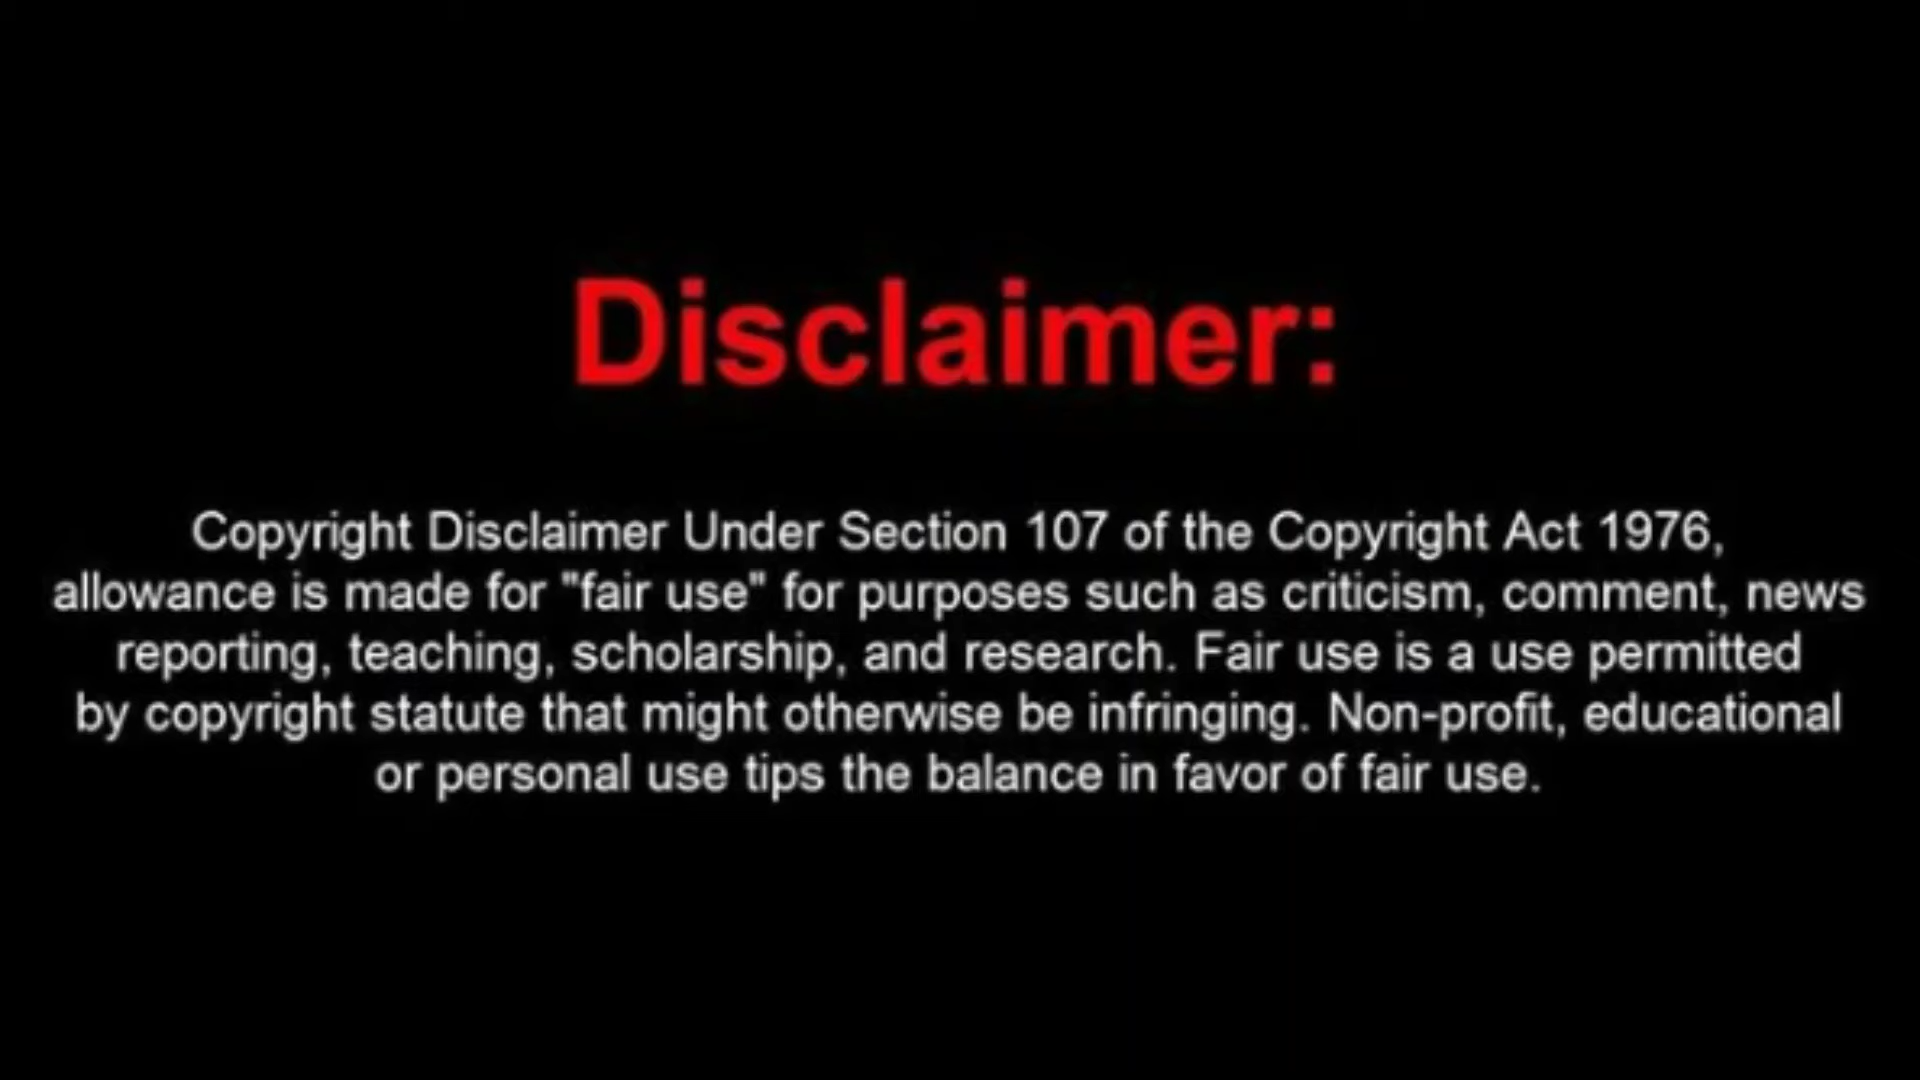 Disclaimer:
Copyright Disclaimer Under Section 107 of the Copyright Act 1976,
allowance is made for "fair use" for purposes such as criticism, comment, news
reporting, teaching, scholarship, and research. Fair use is a use permitted
by copyright statute that might otherwise be infringing. Non-profit, educational
or personal use tips the balance in favor of fair use.